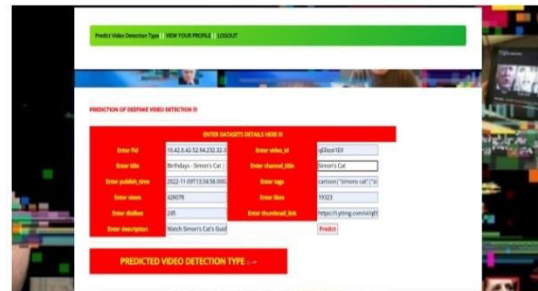 Predict Video Detection Type | VIEW YOUR PROFILE | LOGOUT
PREDICTION OF DEEPFAKE VIDEO DETECTION !!!
ENTER DATASETS DETAILS HERE !!!
Enter Fid Enter video_id
Enter title Birthdays - Simon's Cat Enter channel_title Simon's Cat
Enter publish_time Enter tags
Enter views Enter likes 19323
Enter dislikes 245 Enter thumbnail_link
Enter description Watch Simon's Cat's Guid Predict
PREDICTED VIDEO DETECTION TYPE : ->